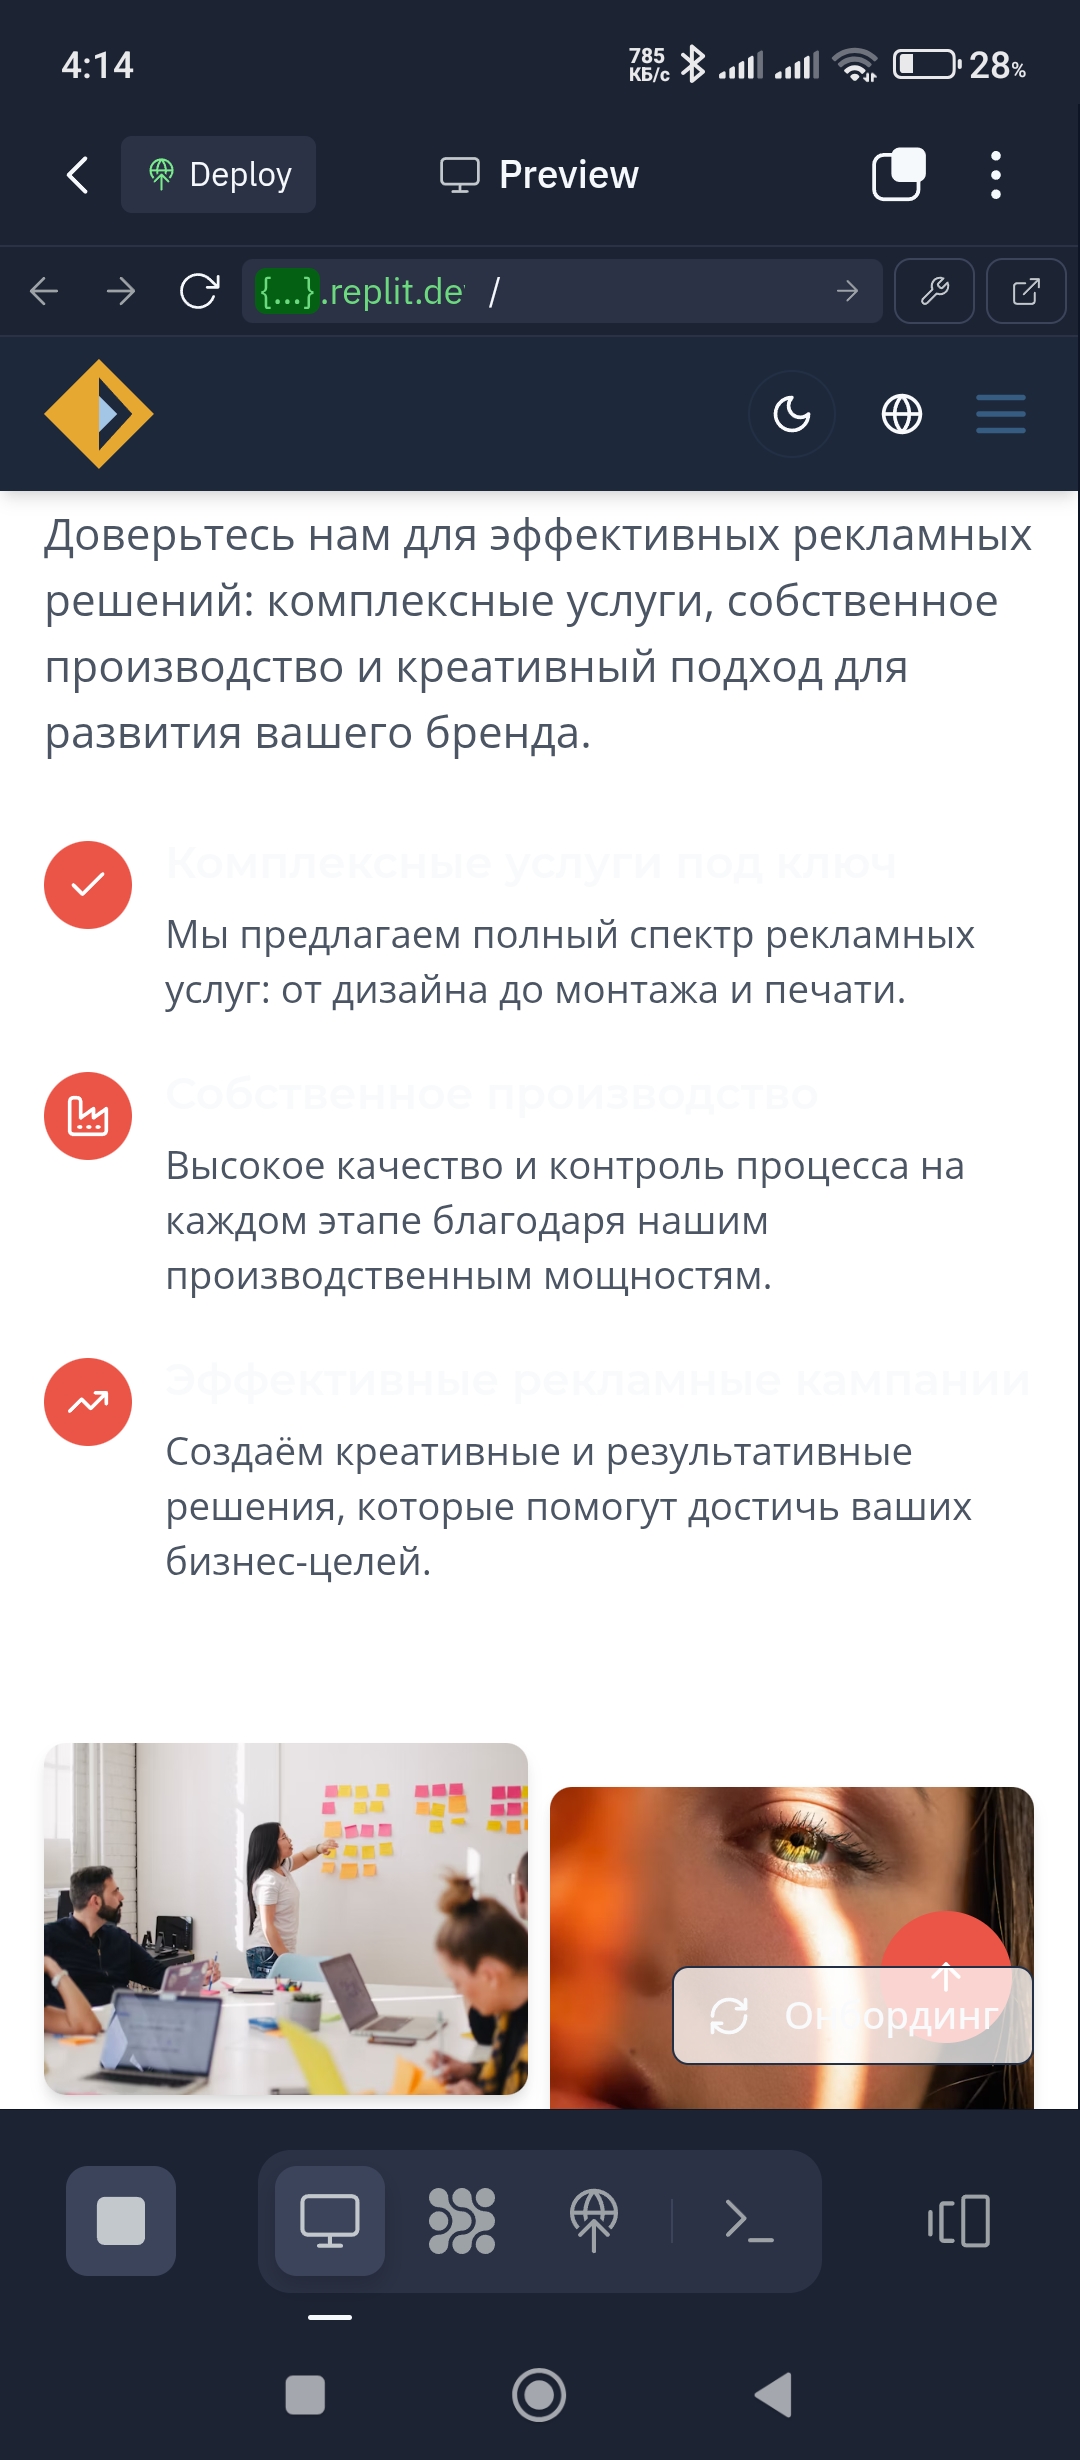 4:14
785
КБ/с
28%
Deploy
Preview
{...}.replit.de
/
Доверьтесь нам для эффективных рекламных
решений: комплексные услуги, собственное
производство и креативный подход для
развития вашего бренда.
Комплексные услуги под ключ
Мы предлагаем полный спектр рекламных
услуг: от дизайна до монтажа и печати.
Собственное производство
Высокое качество и контроль процесса на
каждом этапе благодаря нашим
производственным мощностям.
Эффективные рекламные кампании
Создаём креативные и результативные
решения, которые помогут достичь ваших
бизнес-целей.
Онбординг